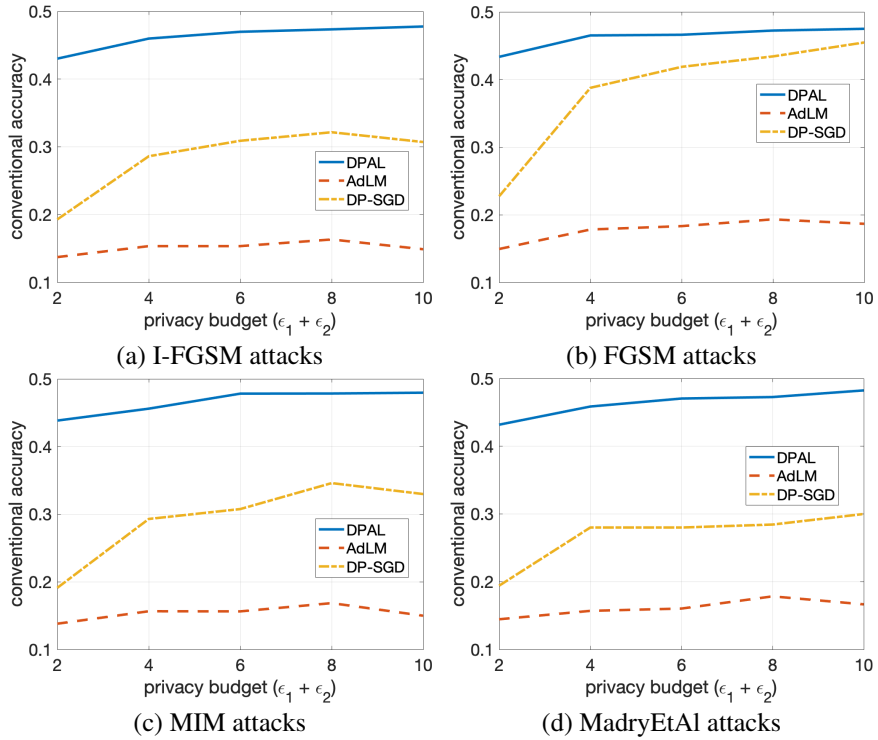 0.5
0.4
0.3
0.2
0.1
conventional accuracy
DPAL
AdLM
DP-SGD
2 4 6 8 10
privacy budget (ϵ1 + ϵ2)
(a) I-FGSM attacks
0.5
0.4
0.3
0.2
0.1
conventional accuracy
DPAL
AdLM
DP-SGD
2 4 6 8 10
privacy budget (ϵ1 + ϵ2)
(b) FGSM attacks
0.5
0.4
0.3
0.2
0.1
conventional accuracy
DPAL
AdLM
DP-SGD
2 4 6 8 10
privacy budget (ϵ1 + ϵ2)
(c) MIM attacks
0.5
0.4
0.3
0.2
0.1
conventional accuracy
DPAL
AdLM
DP-SGD
2 4 6 8 10
privacy budget (ϵ1 + ϵ2)
(d) MadryEtAl attacks